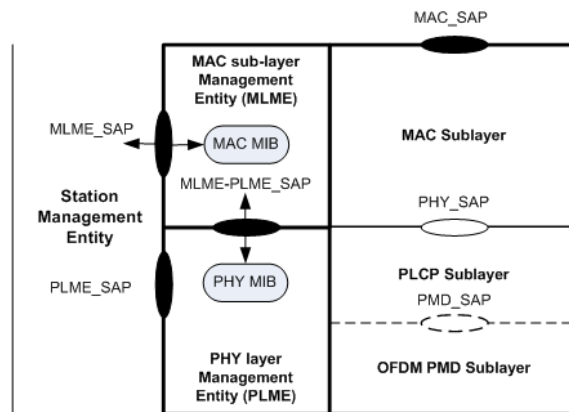 MAC_SAP
MAC sub-layer
Management
Entity (MLME)
MLME_SAP
MAC MIB
MAC Sublayer
MLME-PLME_SAP
Station
Management
Entity
PHY_SAP
PLME_SAP
PHY MIB
PLCP Sublayer
PMD_SAP
PHY layer
Management
Entity (PLME)
OFDM PMD Sublayer